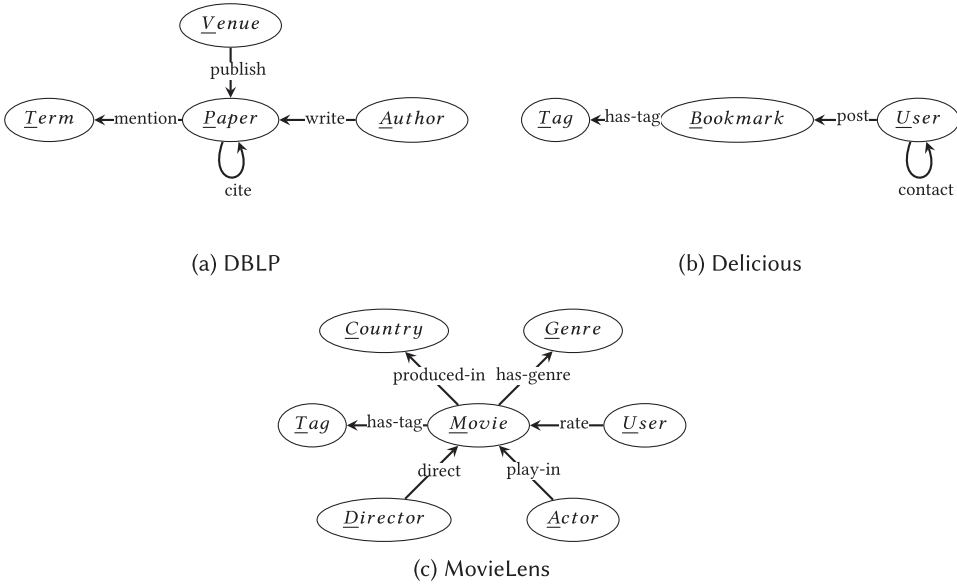 Venue
publish
Term
mention
Paper
write
Author
cite
Tag
has-tag
Bookmark
post
User
contact
(a) DBLP
(b) Delicious
Country
Genre
produced-in
has-genre
Tag
has-tag
Movie
rate
User
direct
play-in
Director
Actor
(c) MovieLens